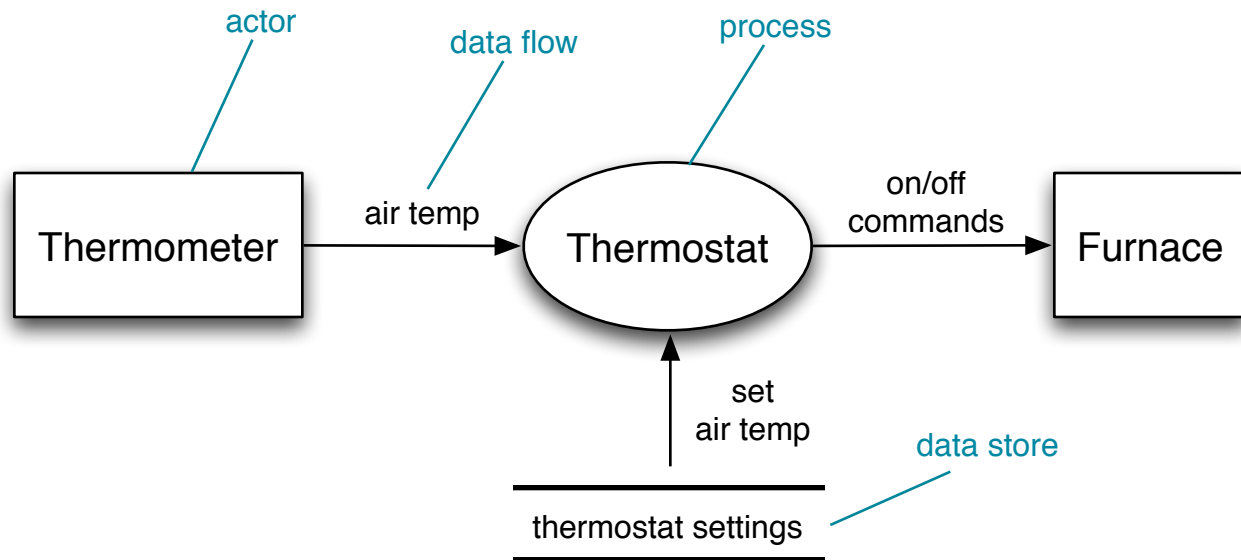 actor
data flow
process
Thermometer
air temp
Thermostat
on/off
commands
Furnace
set
air temp
data store
thermostat settings